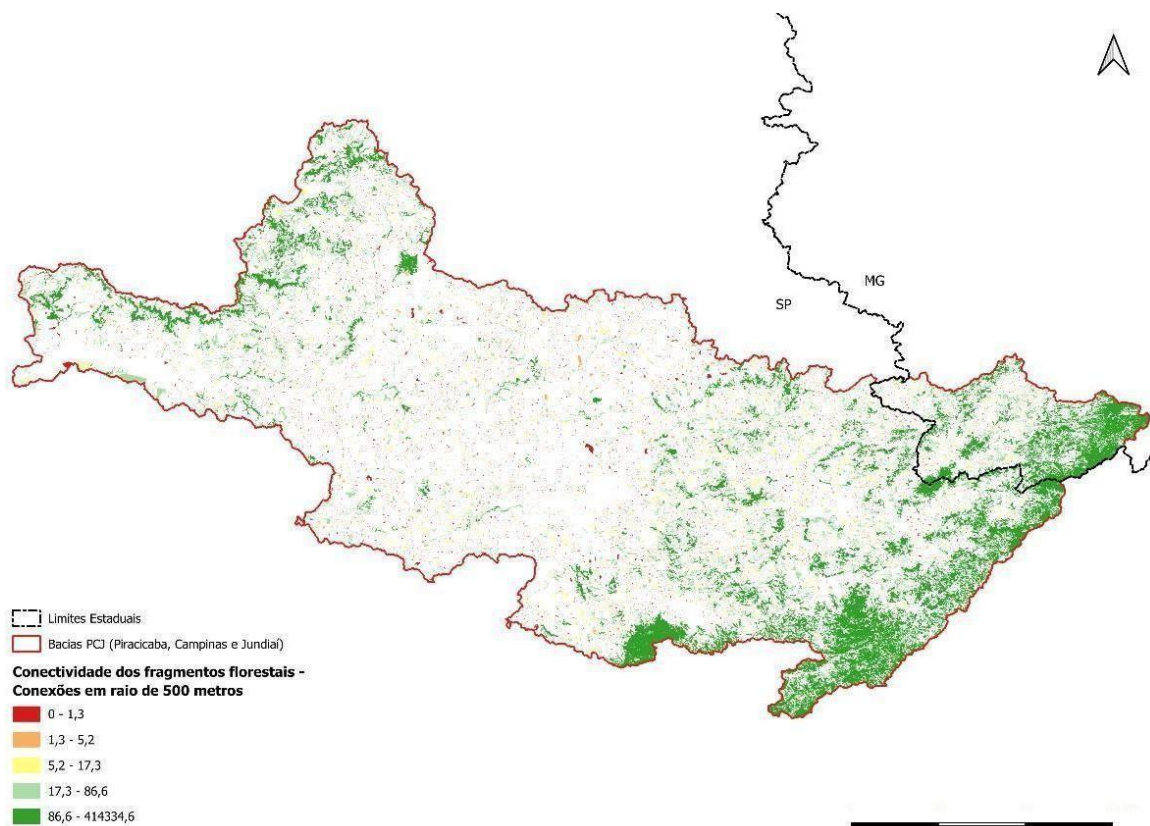 MG
SP
Limites Estaduais
Bacias PCJ (Piracicaba, Campinas e Jundiaí)
Conectividade dos fragmentos florestais -
Conexões em raio de 500 metros
0 - 1,3
1,3 - 5,2
5,2 - 17,3
17,3 - 86,6
86,6 - 414334,6